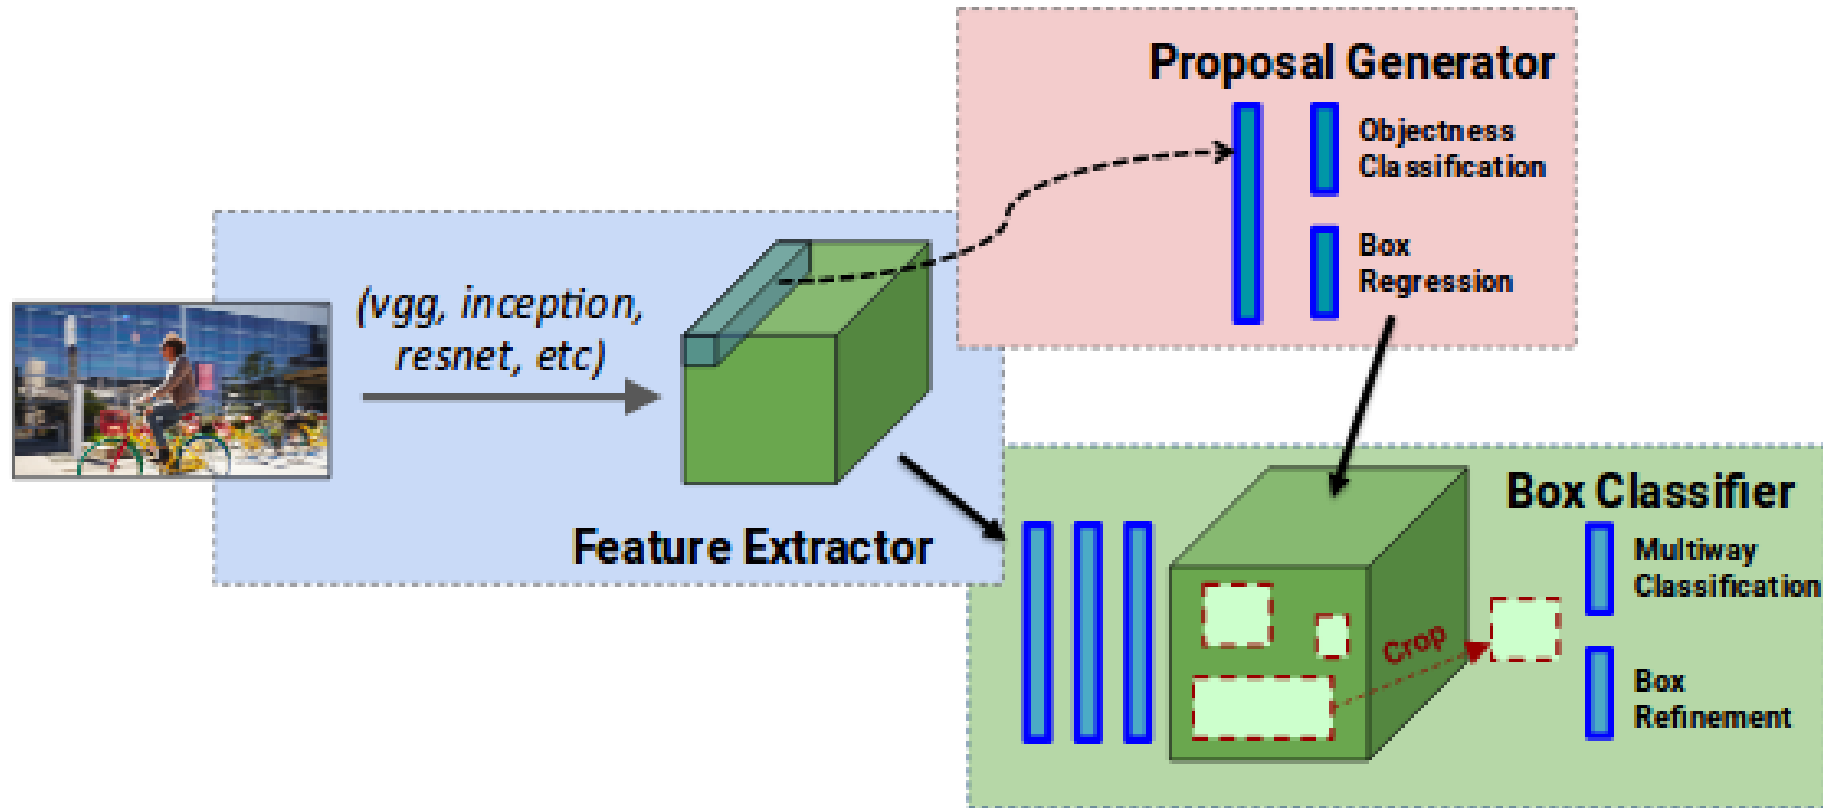 Proposal Generator
Objectness
Classification
Box
Regression
(vgg, inception,
resnet, etc)
Feature Extractor
Box Classifier
Multiway
Classification
Crop
Box
Refinement